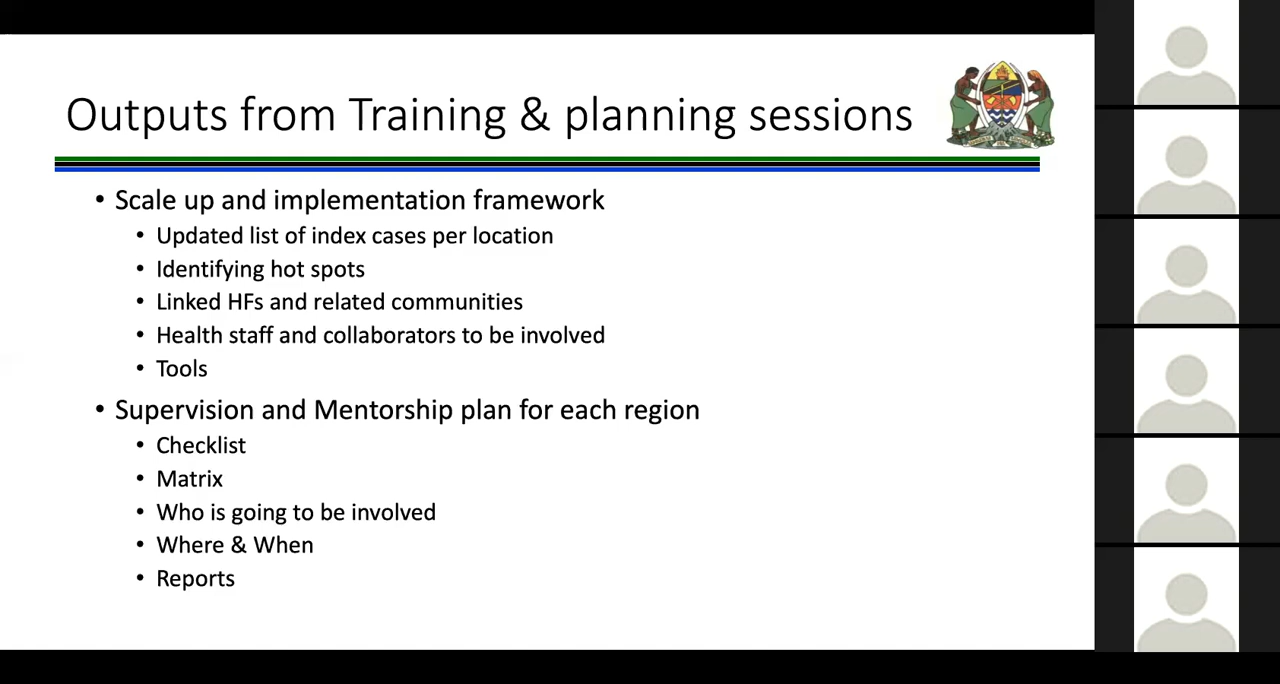 Outputs from Training & planning sessions
• Scale up and implementation framework
• Updated list of index cases per location
• Identifying hot spots
• Linked HFs and related communities
• Health staff and collaborators to be involved
• Tools
• Supervision and Mentorship plan for each region
• Checklist
• Matrix
• Who is going to be involved
• Where & When
• Reports